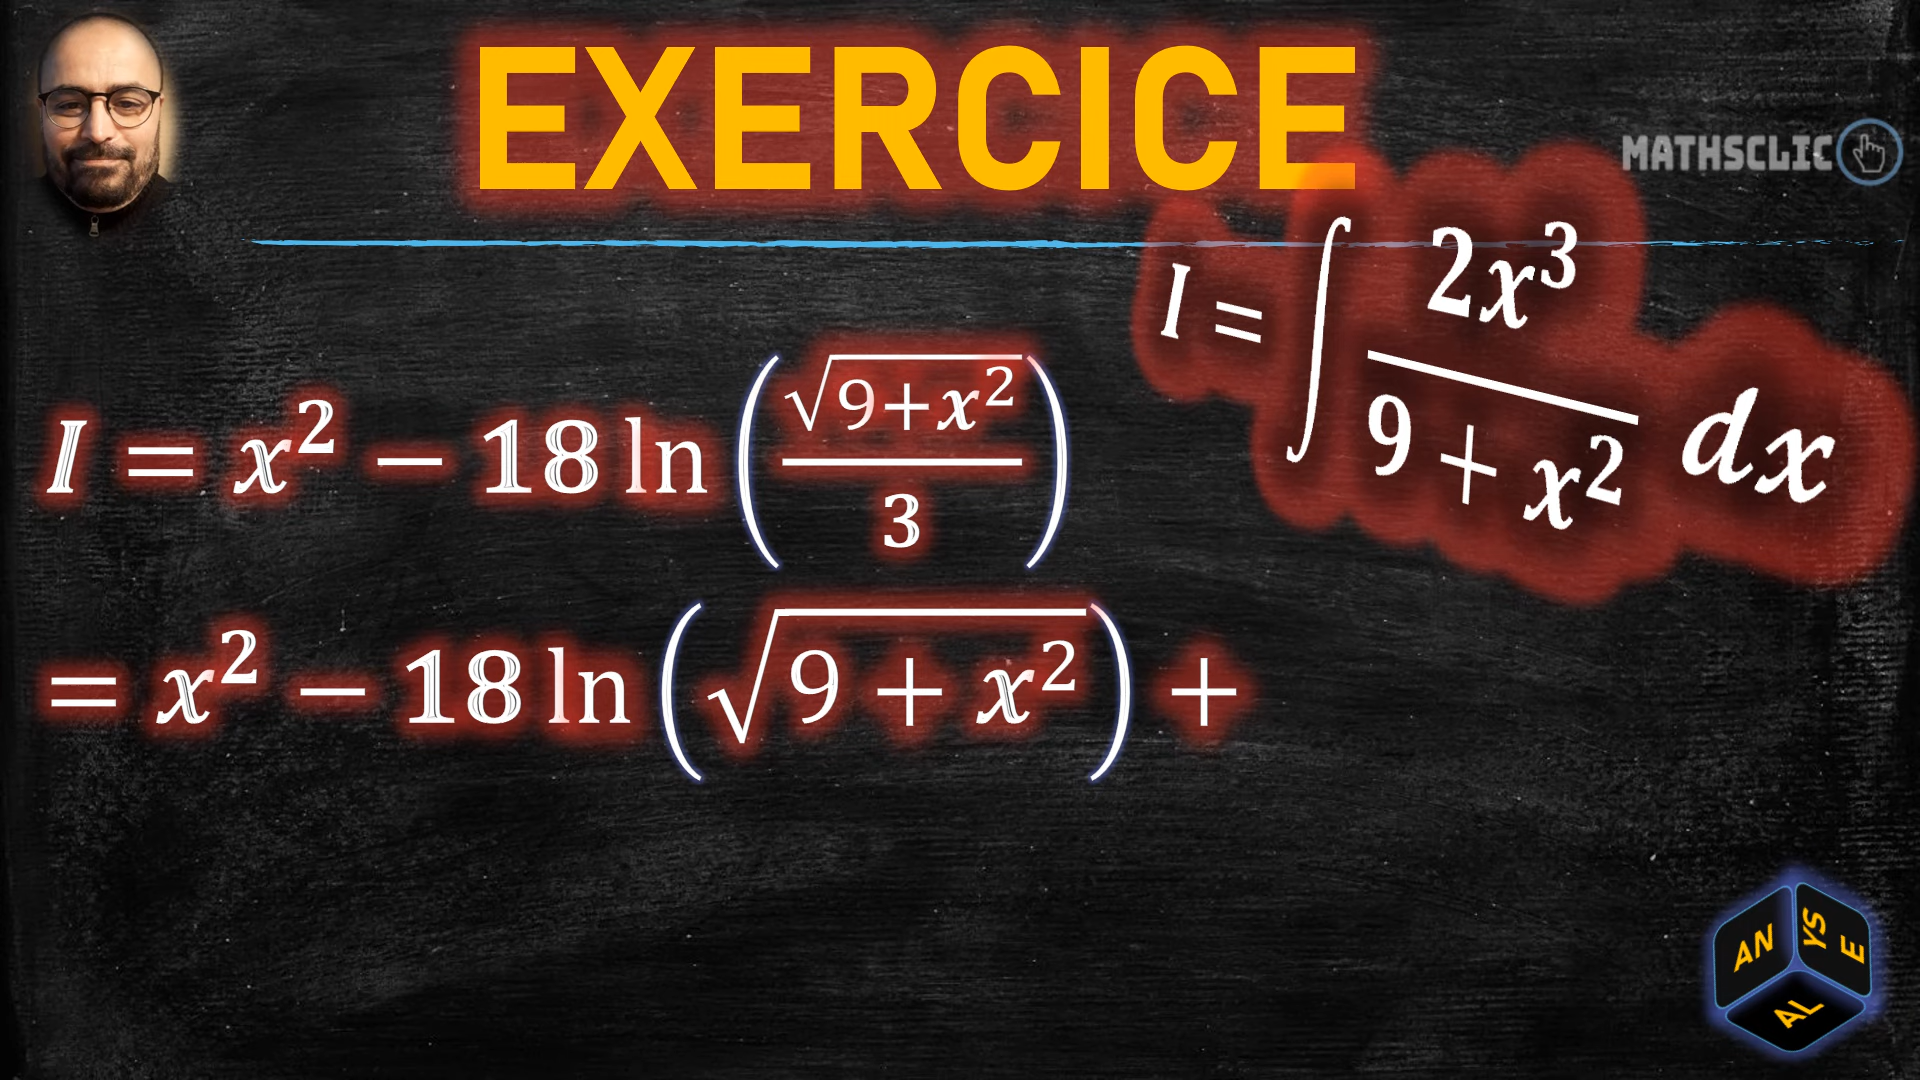 EXERCICE
MATHSCLIC
I = ∫ 2x³ / (9 + x²) dx
I = x² − 18 ln(√(9+x²) / 3)
= x² − 18 ln(√(9 + x²)) +
AN
AL
YS
E